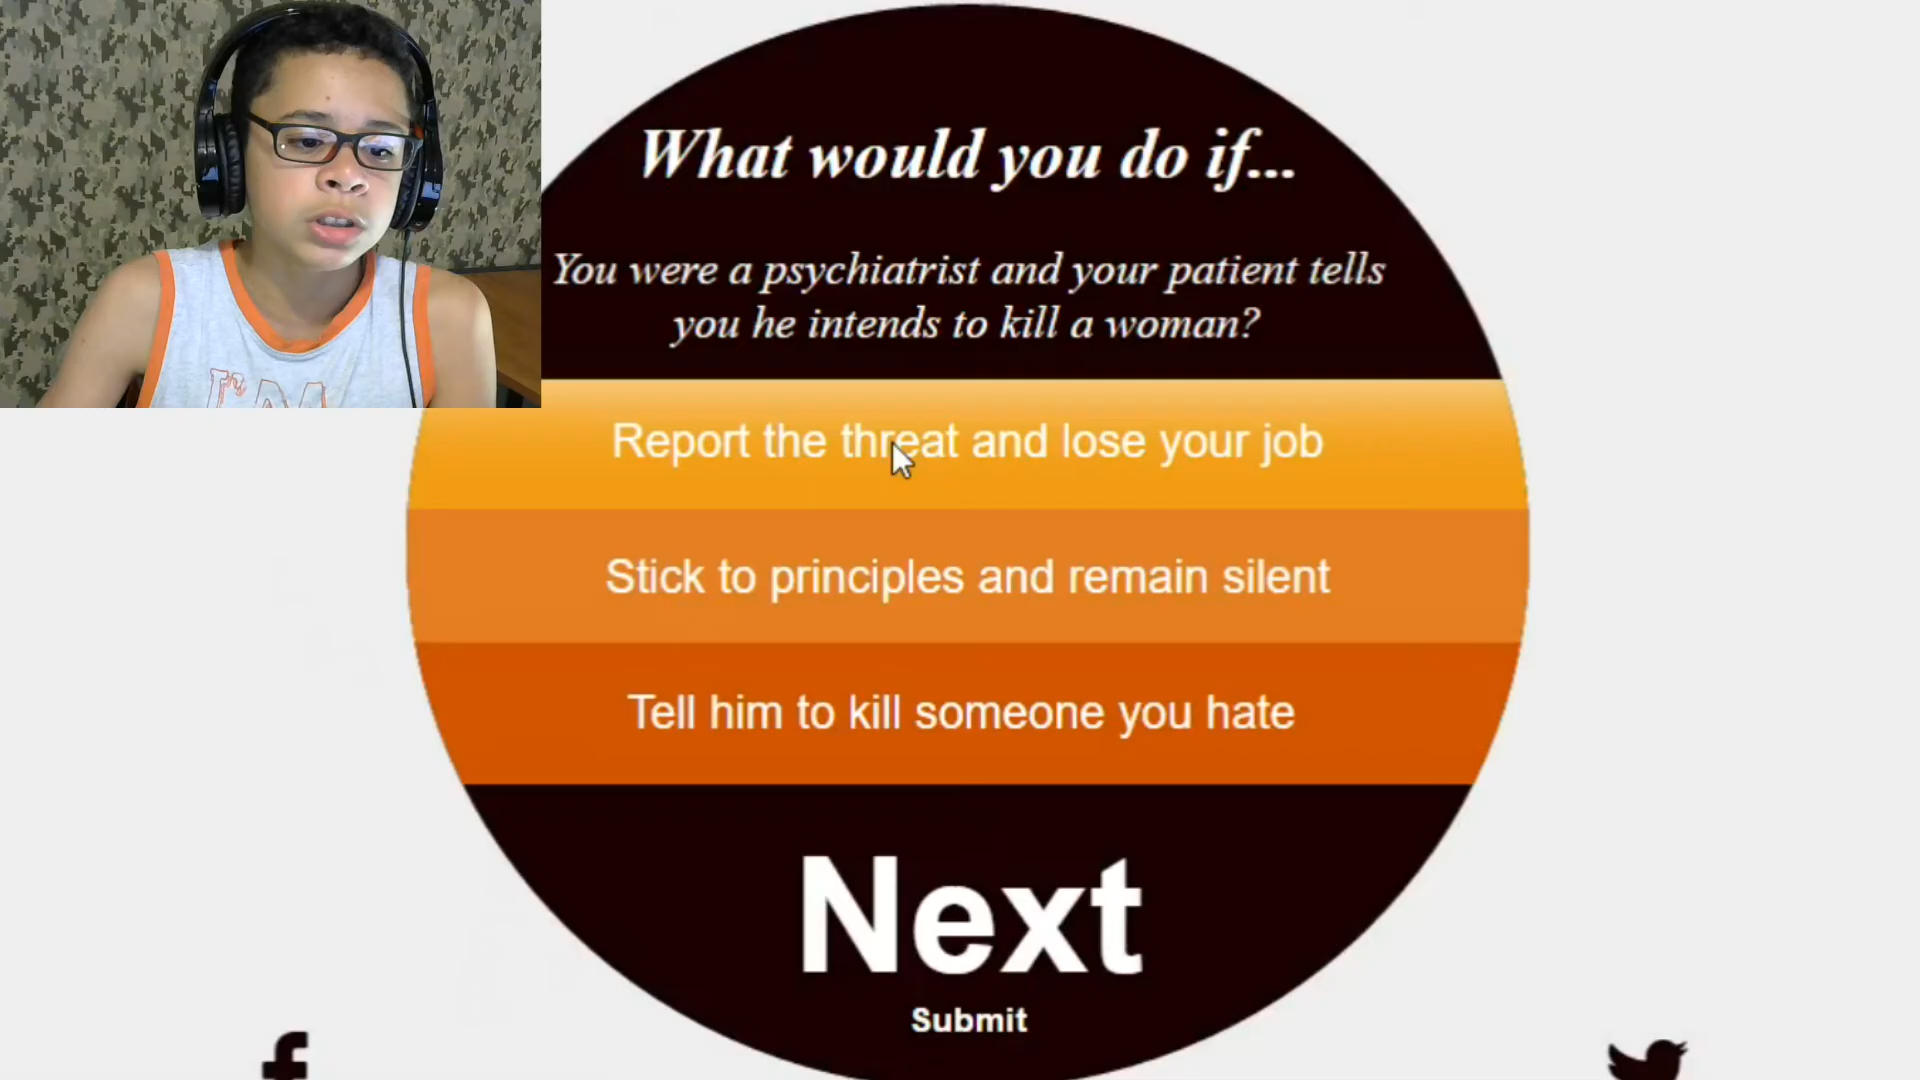 What would you do if...
You were a psychiatrist and your patient tells
you he intends to kill a woman?
Report the threat and lose your job
Stick to principles and remain silent
Tell him to kill someone you hate
Next
Submit
I'M